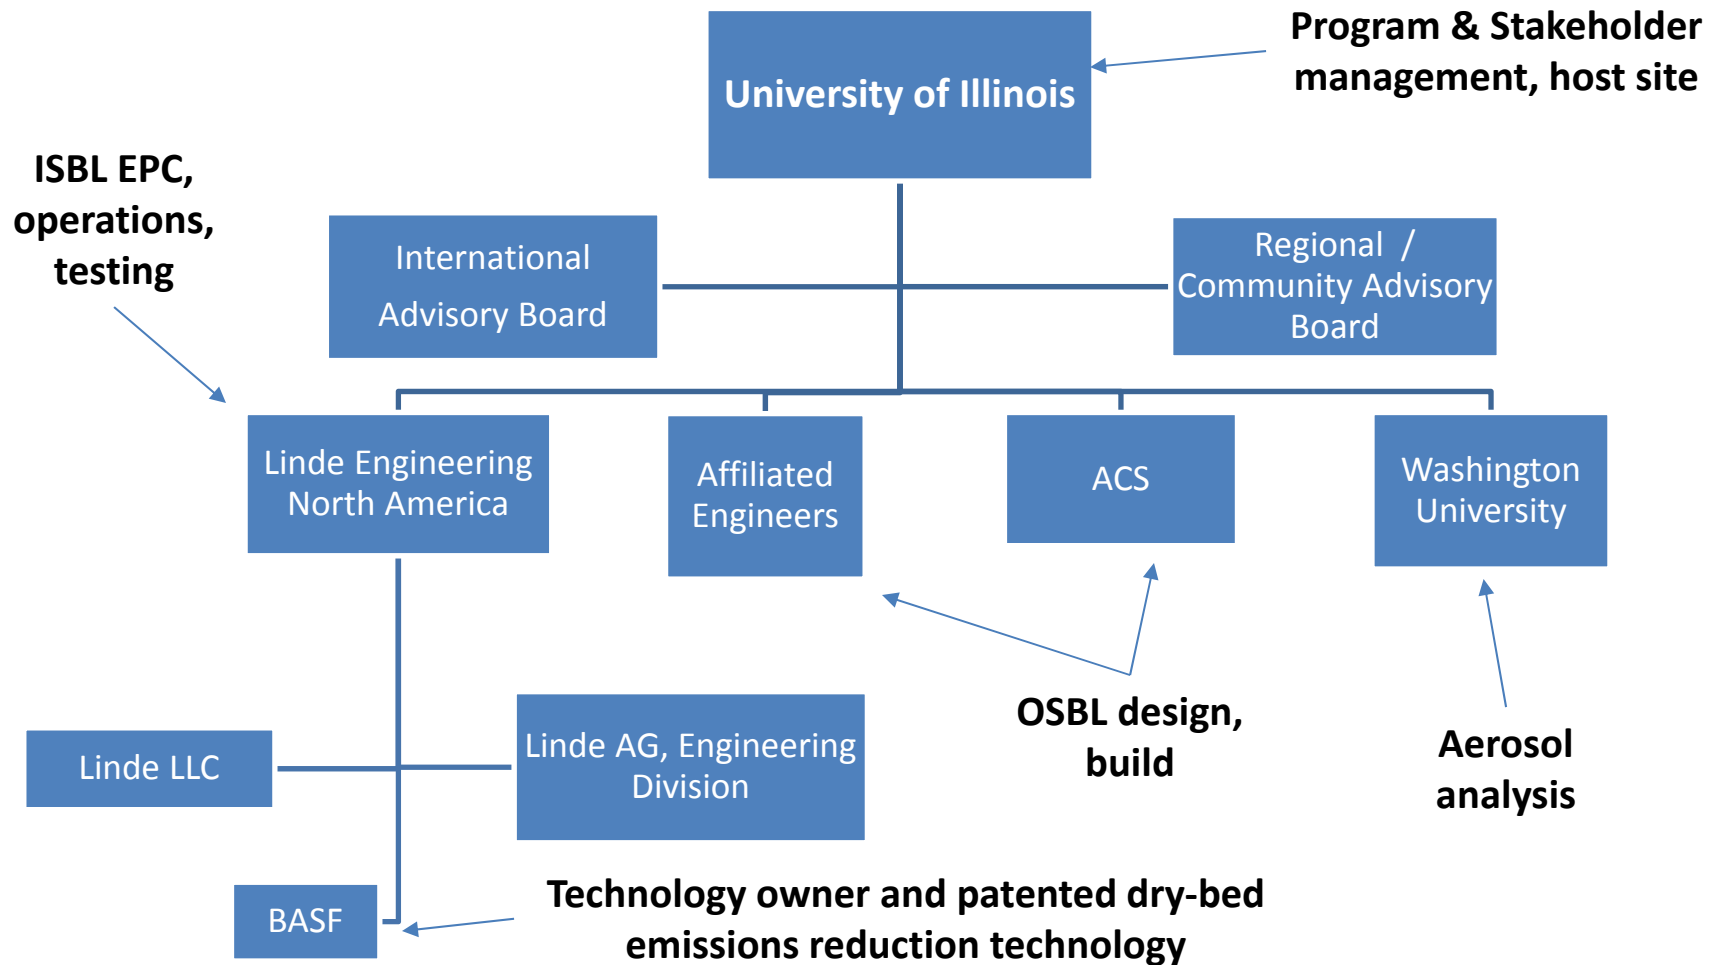 Program & Stakeholder
management, host site
University of Illinois
ISBL EPC,
operations,
testing
International
Advisory Board
Regional /
Community Advisory
Board
Linde Engineering
North America
Affiliated
Engineers
ACS
Washington
University
OSBL design,
build
Aerosol
analysis
Linde LLC
Linde AG, Engineering
Division
BASF
Technology owner and patented dry-bed
emissions reduction technology